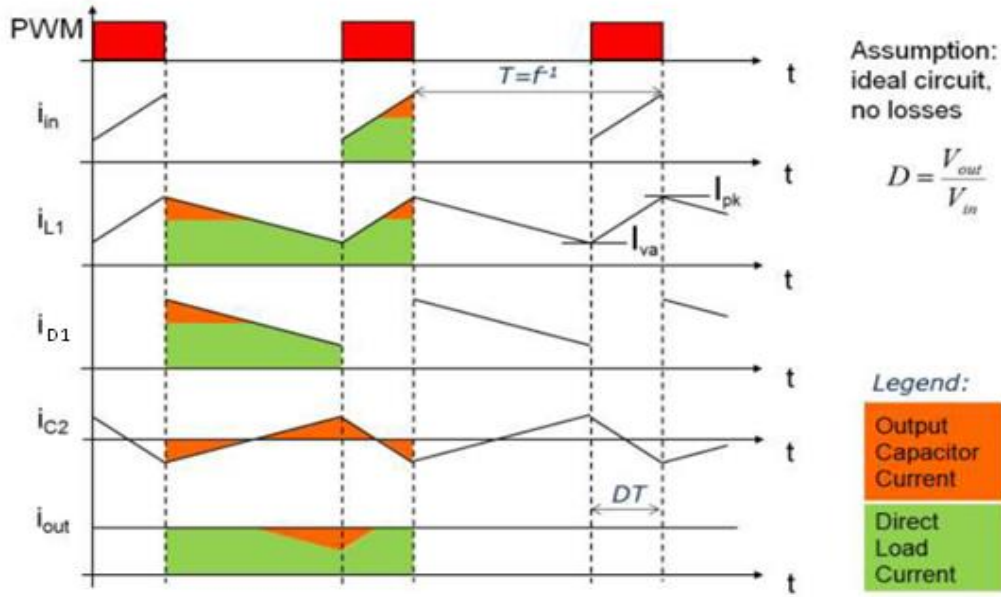 PWM
t
T=f⁻¹
i_in
t
i_L1
I_pk
I_va
t
i_D1
t
i_C2
t
DT
i_out
t
Assumption:
ideal circuit,
no losses
D = V_out / V_in
Legend:
Output
Capacitor
Current
Direct
Load
Current